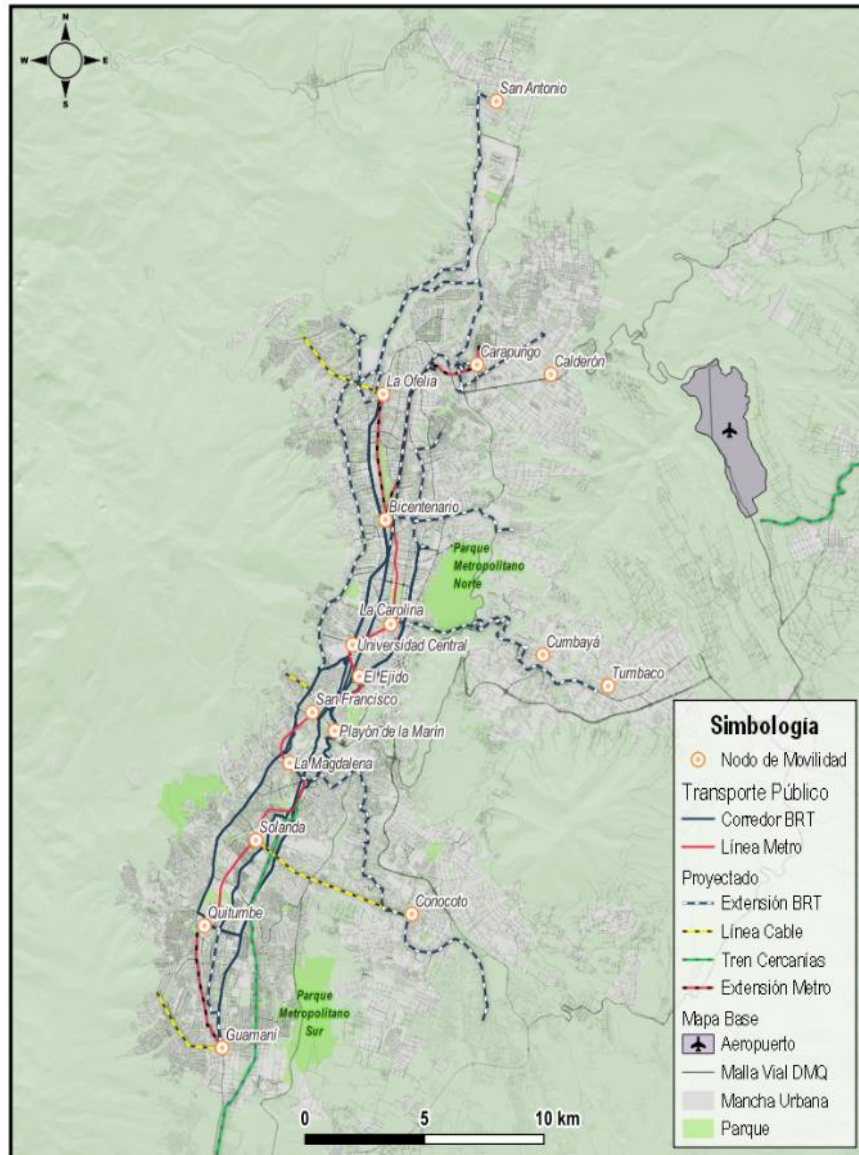 N
W
E
S
San Antonio
Carapungo
Calderón
La Ofelia
Bicentenario
Parque
Metropolitano
Norte
La Carolina
Universidad Central
Cumbayá
El Ejido
Tumbaco
San Francisco
Playón de la Marín
La Magdalena
Solanda
Conocoto
Quitumbe
Parque
Metropolitano
Sur
Guamaní
0 5 10 km
Simbología
Nodo de Movilidad
Transporte Público
Corredor BRT
Línea Metro
Proyectado
Extensión BRT
Línea Cable
Tren Cercanías
Extensión Metro
Mapa Base
Aeropuerto
Malla Vial DMQ
Mancha Urbana
Parque